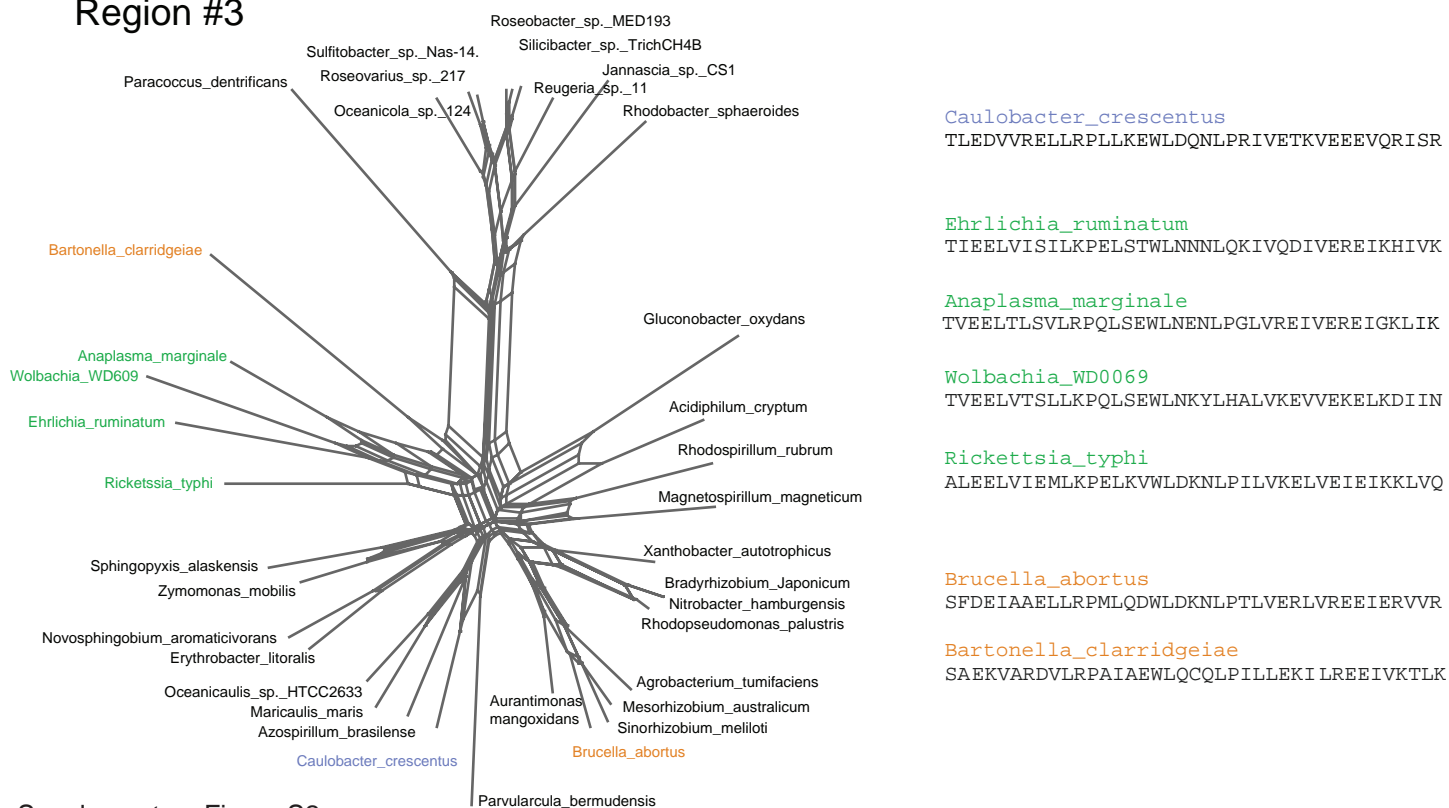 Region #3
Roseobacter_sp._MED193
Sulfitobacter_sp._Nas-14.
Silicibacter_sp._TrichCH4B
Paracoccus_dentrificans
Roseovarius_sp._217
Jannascia_sp._CS1
Reugeria_sp._11
Oceanicola_sp._124
Rhodobacter_sphaeroides
Bartonella_clarridgeiae
Gluconobacter_oxydans
Anaplasma_marginale
Wolbachia_WD609
Acidiphilum_cryptum
Ehrlichia_ruminatum
Rhodospirillum_rubrum
Ricketssia_typhi
Magnetospirillum_magneticum
Xanthobacter_autotrophicus
Sphingopyxis_alaskensis
Bradyrhizobium_Japonicum
Zymomonas_mobilis
Nitrobacter_hamburgensis
Rhodopseudomonas_palustris
Novosphingobium_aromaticivorans
Erythrobacter_litoralis
Agrobacterium_tumifaciens
Oceanicaulis_sp._HTCC2633
Aurantimonas
mangoxidans
Mesorhizobium_australicum
Maricaulis_maris
Sinorhizobium_meliloti
Azospirillum_brasilense
Brucella_abortus
Caulobacter_crescentus
Parvularcula_bermudensis
Caulobacter_crescentus
TLEDVVRELLRPLLKEWLDQNLPRIVETKVEEEVQRISR
Ehrlichia_ruminatum
TIEELVISILKPELSTWLNNNLQKIVQDIVEREIKHIVK
Anaplasma_marginale
TVEELTLSVLRPQLSEWLNENLPGLVREIVEREIGKLIK
Wolbachia_WD0069
TVEELVTSLLKPQLSEWLNKYLHALVKEVVEKELKDIIN
Rickettsia_typhi
ALEELVIEMLKPELKVWLDKNLPILVKELVEIEIKKLVQ
Brucella_abortus
SFDEIAAELLRPMLQDWLDKNLPTLVERLVREEIERVVR
Bartonella_clarridgeiae
SAEKVARDVLRPAIAEWLQCQLPILLEKILREEIVKTLK